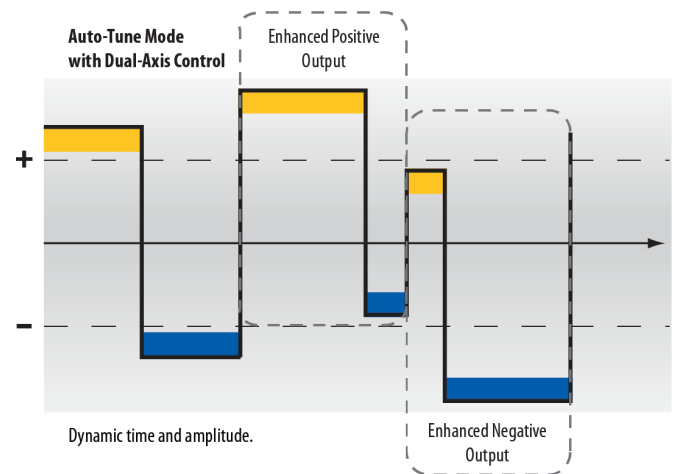 Auto-Tune Mode
with Dual-Axis Control
Enhanced Positive
Output
+
–
Dynamic time and amplitude.
Enhanced Negative
Output